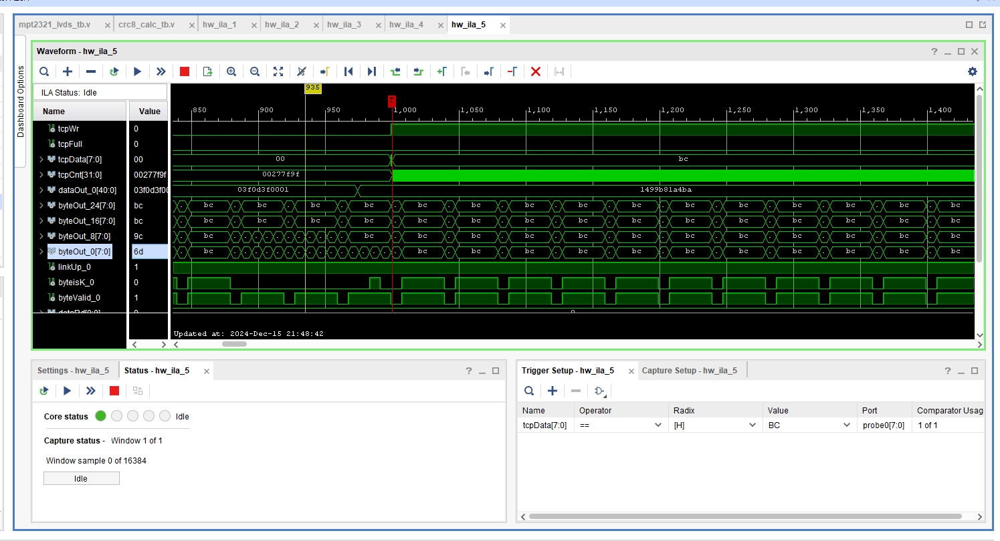 mpt2321_lvds_tb.v × crc8_calc_tb.v × hw_ila_1 × hw_ila_2 × hw_ila_3 × hw_ila_4 × hw_ila_5 ×
Dashboard Options
Waveform - hw_ila_5
ILA Status: Idle
Name Value
935
850 900 950 1,000 1,050 1,100 1,150 1,200 1,250 1,300 1,350 1,400
tcpWr 0
tcpFull 0
tcpData[7:0] 00 00 bc
tcpCnt[31:0] 00277f9f 00277f9f
dataOut_0[40:0] 03f0d3f00 03f0d3f0001 1499b81a4ba
byteOut_24[7:0] bc bc bc bc bc bc bc bc bc bc bc bc bc bc bc bc
byteOut_16[7:0] bc bc bc bc bc bc bc bc bc bc bc bc bc bc bc bc
byteOut_8[7:0] 9c bc bc bc bc bc bc bc bc bc bc bc bc bc
byteOut_0[7:0] 6d bc bc bc bc bc bc bc bc bc bc bc bc
linkUp_0 1
byteisK_0 0
byteValid_0 1
Updated at: 2024-Dec-15 21:48:42
Settings - hw_ila_5 Status - hw_ila_5 ×
Core status Idle
Capture status - Window 1 of 1
Window sample 0 of 16384
Idle
Trigger Setup - hw_ila_5 × Capture Setup - hw_ila_5
Name Operator Radix Value Port Comparator Usag
tcpData[7:0] == [H] BC probe0[7:0] 1 of 1